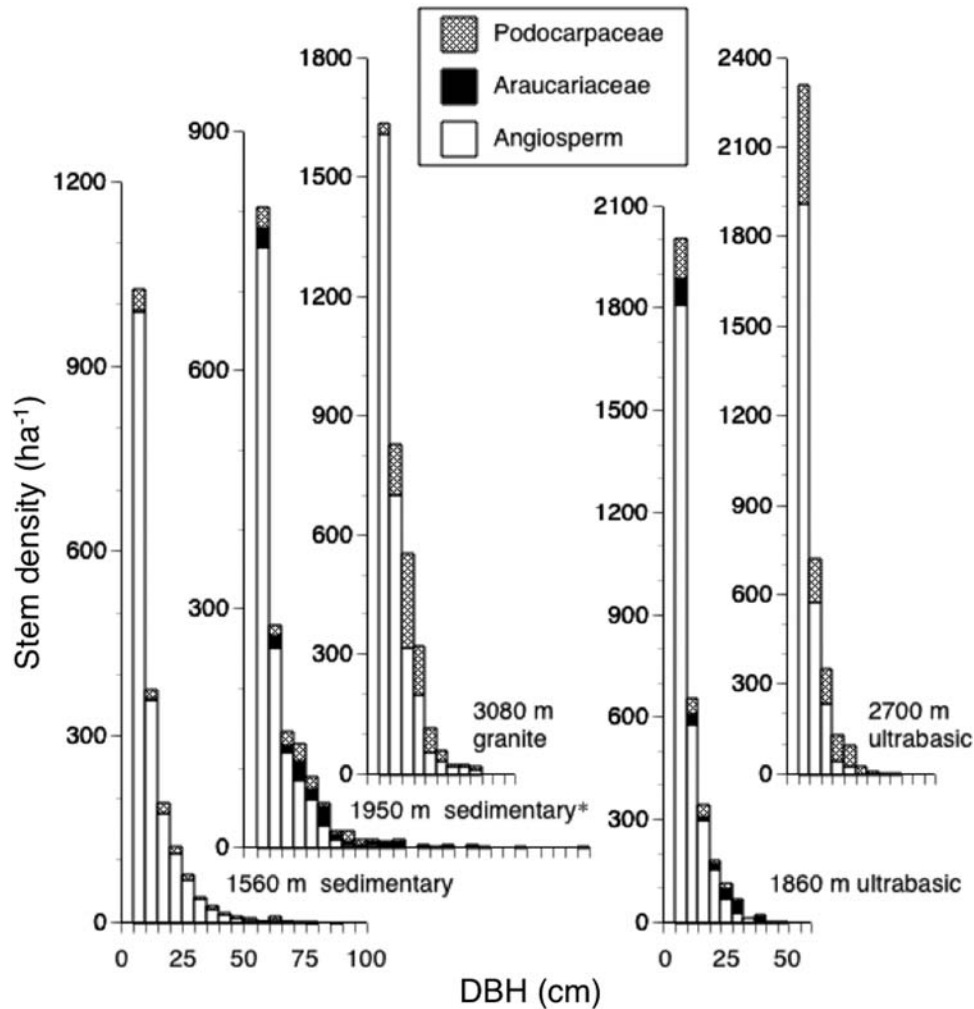 Podocarpaceae
Araucariaceae
Angiosperm
Stem density (ha⁻¹)
1200
900
600
300
0
900
600
300
0
1800
1500
1200
900
600
300
0
2100
1800
1500
1200
900
600
300
0
2400
2100
1800
1500
1200
900
600
300
0
3080 m
granite
2700 m
ultrabasic
1950 m sedimentary*
1560 m sedimentary
1860 m ultrabasic
0 25 50 75 100
0 25 50
DBH (cm)